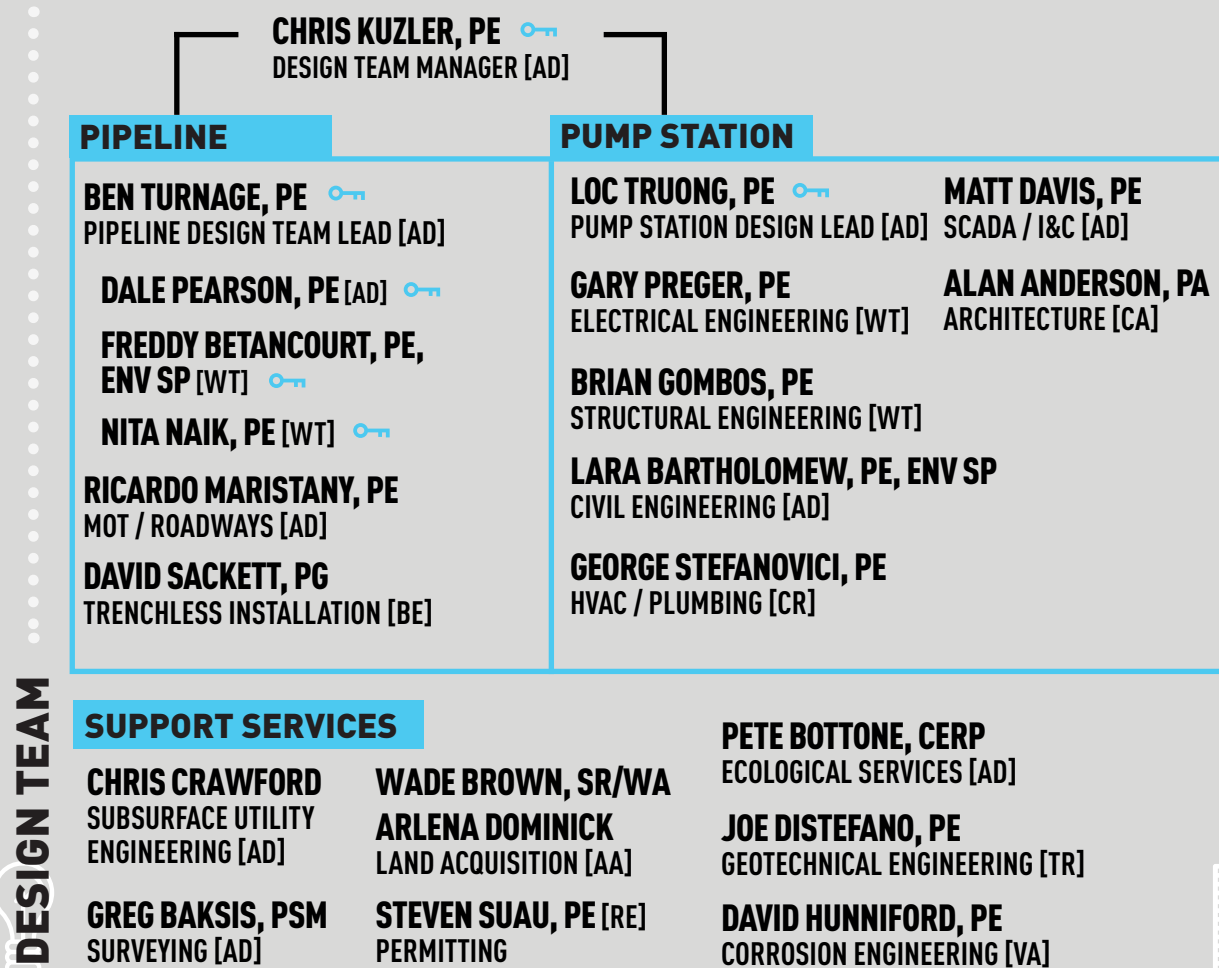 CHRIS KUZLER, PE
DESIGN TEAM MANAGER [AD]
PIPELINE
BEN TURNAGE, PE
PIPELINE DESIGN TEAM LEAD [AD]
DALE PEARSON, PE [AD]
FREDDY BETANCOURT, PE,
ENV SP [WT]
NITA NAIK, PE [WT]
RICARDO MARISTANY, PE
MOT / ROADWAYS [AD]
DAVID SACKETT, PG
TRENCHLESS INSTALLATION [BE]
PUMP STATION
LOC TRUONG, PE
PUMP STATION DESIGN LEAD [AD]
GARY PREGER, PE
ELECTRICAL ENGINEERING [WT]
BRIAN GOMBOS, PE
STRUCTURAL ENGINEERING [WT]
LARA BARTHOLOMEW, PE, ENV SP
CIVIL ENGINEERING [AD]
GEORGE STEFANOVICI, PE
HVAC / PLUMBING [CR]
MATT DAVIS, PE
SCADA / I&C [AD]
ALAN ANDERSON, PA
ARCHITECTURE [CA]
DESIGN TEAM
SUPPORT SERVICES
CHRIS CRAWFORD
SUBSURFACE UTILITY
ENGINEERING [AD]
GREG BAKSIS, PSM
SURVEYING [AD]
WADE BROWN, SR/WA
ARLENA DOMINICK
LAND ACQUISITION [AA]
STEVEN SUAU, PE [RE]
PERMITTING
PETE BOTTONE, CERP
ECOLOGICAL SERVICES [AD]
JOE DISTEFANO, PE
GEOTECHNICAL ENGINEERING [TR]
DAVID HUNNIFORD, PE
CORROSION ENGINEERING [VA]